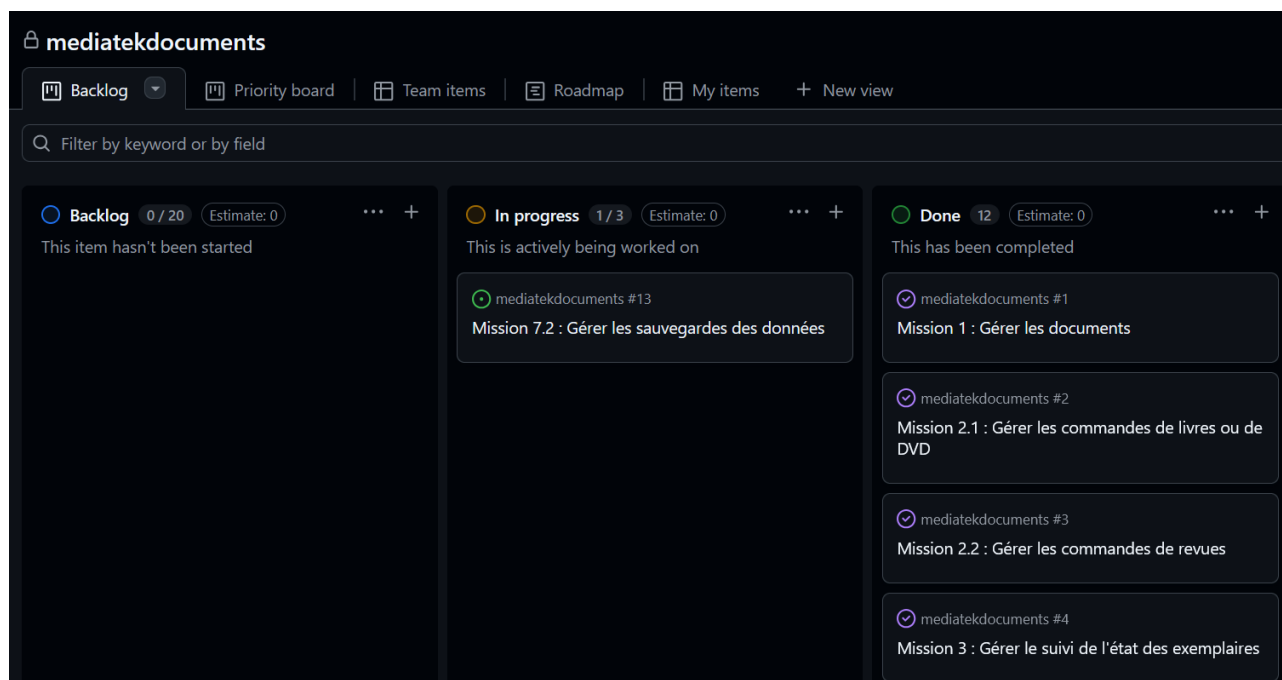 mediatekdocuments
Backlog
Priority board
Team items
Roadmap
My items
New view
Filter by keyword or by field
Backlog 0 / 20 Estimate: 0
This item hasn't been started
In progress 1 / 3 Estimate: 0
This is actively being worked on
mediatekdocuments #13
Mission 7.2 : Gérer les sauvegardes des données
Done 12 Estimate: 0
This has been completed
mediatekdocuments #1
Mission 1 : Gérer les documents
mediatekdocuments #2
Mission 2.1 : Gérer les commandes de livres ou de
DVD
mediatekdocuments #3
Mission 2.2 : Gérer les commandes de revues
mediatekdocuments #4
Mission 3 : Gérer le suivi de l'état des exemplaires